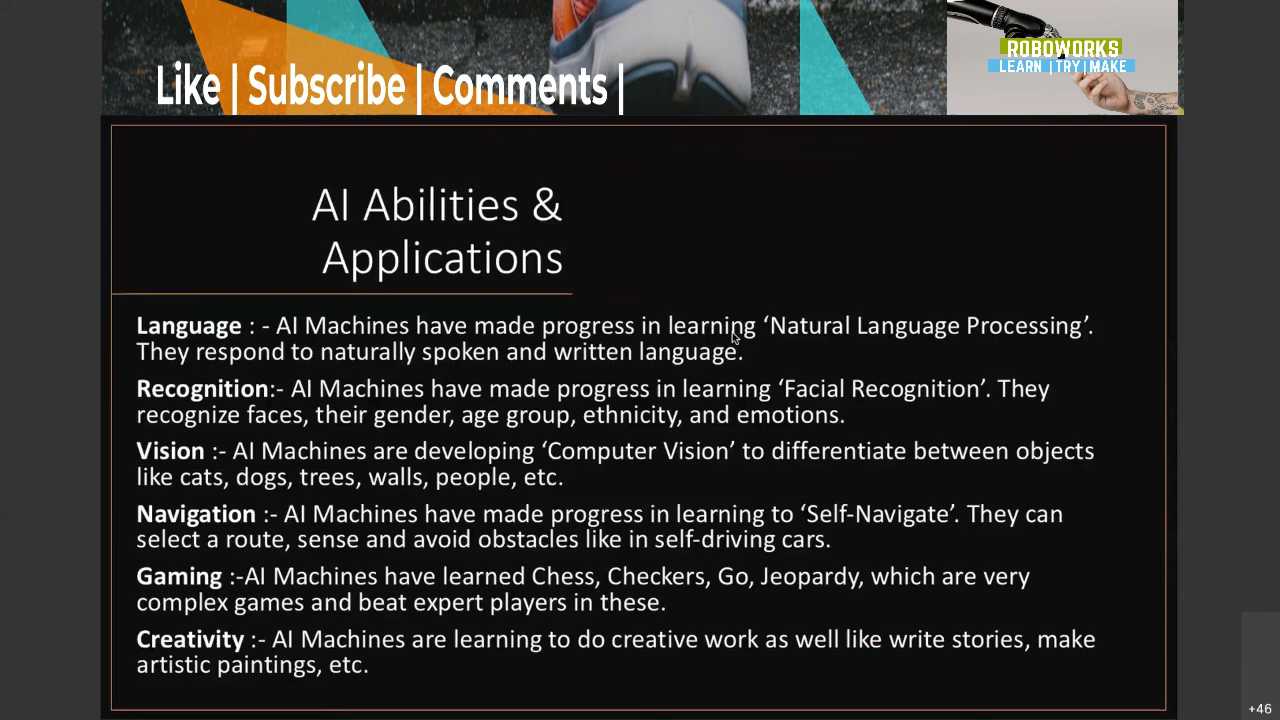 Like | Subscribe | Comments |
ROBOWORKS
LEARN | TRY | MAKE
AI Abilities &
Applications
Language : - AI Machines have made progress in learning ‘Natural Language Processing’.
They respond to naturally spoken and written language.
Recognition:- AI Machines have made progress in learning ‘Facial Recognition’. They
recognize faces, their gender, age group, ethnicity, and emotions.
Vision :- AI Machines are developing ‘Computer Vision’ to differentiate between objects
like cats, dogs, trees, walls, people, etc.
Navigation :- AI Machines have made progress in learning to ‘Self-Navigate’. They can
select a route, sense and avoid obstacles like in self-driving cars.
Gaming :-AI Machines have learned Chess, Checkers, Go, Jeopardy, which are very
complex games and beat expert players in these.
Creativity :- AI Machines are learning to do creative work as well like write stories, make
artistic paintings, etc.
+46